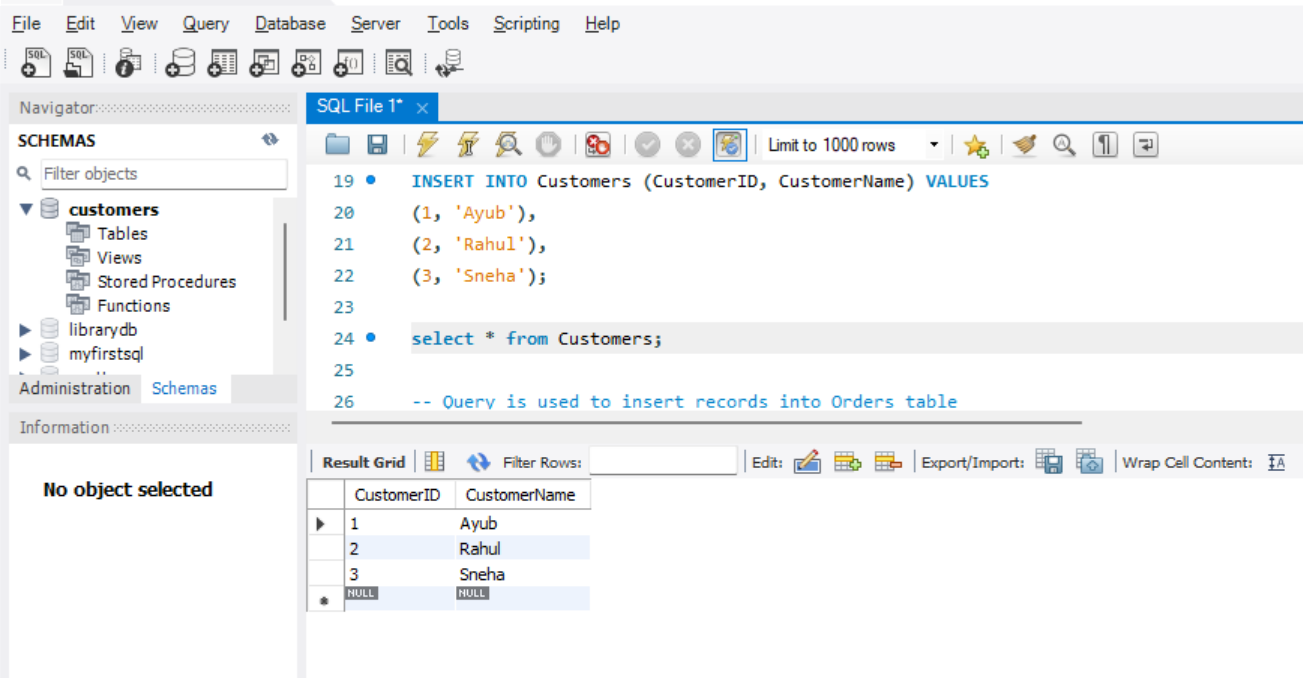 File Edit View Query Database Server Tools Scripting Help
SQL SQL
Navigator
SCHEMAS
Filter objects
customers
Tables
Views
Stored Procedures
Functions
librarydb
myfirstsql
Administration Schemas
Information
No object selected
SQL File 1*
Limit to 1000 rows
19 INSERT INTO Customers (CustomerID, CustomerName) VALUES
20 (1, 'Ayub'),
21 (2, 'Rahul'),
22 (3, 'Sneha');
23
24 select * from Customers;
25
26 -- Query is used to insert records into Orders table
Result Grid Filter Rows: Edit: Export/Import: Wrap Cell Content:
CustomerID CustomerName
1 Ayub
2 Rahul
3 Sneha
NULL NULL